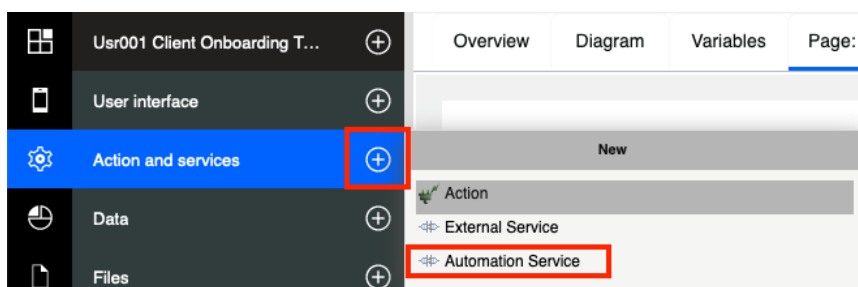 Usr001 Client Onboarding T...
Overview Diagram Variables Page:
User interface
Action and services
New
Action
External Service
Automation Service
Data
Files